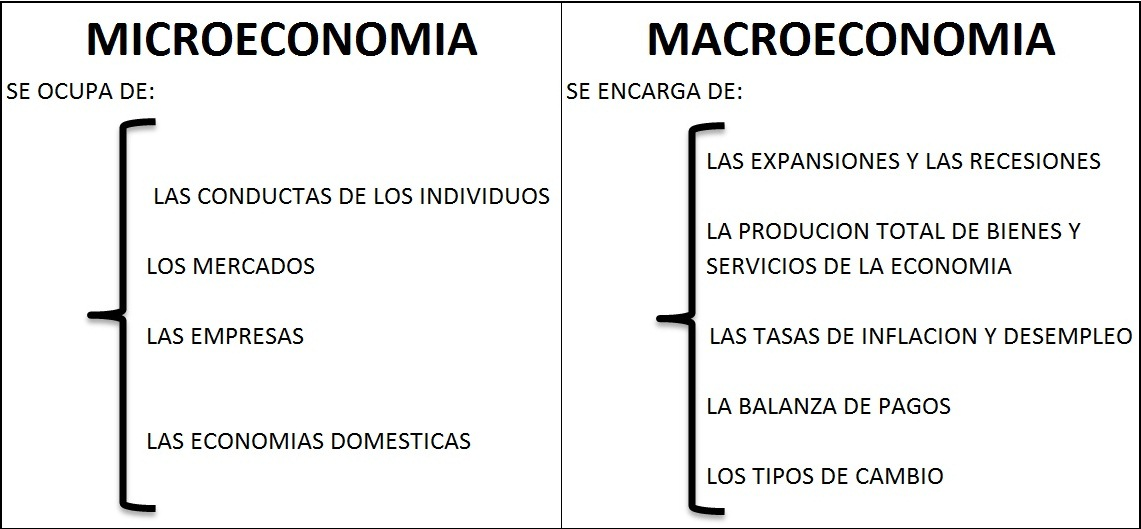 MICROECONOMIA
SE OCUPA DE:
LAS CONDUCTAS DE LOS INDIVIDUOS
LOS MERCADOS
LAS EMPRESAS
LAS ECONOMIAS DOMESTICAS
MACROECONOMIA
SE ENCARGA DE:
LAS EXPANSIONES Y LAS RECESIONES
LA PRODUCION TOTAL DE BIENES Y
SERVICIOS DE LA ECONOMIA
LAS TASAS DE INFLACION Y DESEMPLEO
LA BALANZA DE PAGOS
LOS TIPOS DE CAMBIO